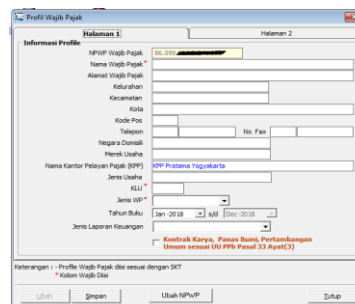 Profil Wajib Pajak
Halaman 1
Halaman 2
Informasi Profile
NPWP Wajib Pajak 86.099.
Nama Wajib Pajak *
Alamat Wajib Pajak
Kelurahan
Kecamatan
Kota
Kode Pos
Telepon No. Fax
Negara Domisili
Merek Usaha
Nama Kantor Pelayan Pajak (KPP) KPP Pratama Yogyakarta
Jenis Usaha
KLU *
Jenis WP *
Tahun Buku Jan -2018 s/d Dec-2018
Jenis Laporan Keuangan
Kontrak Karya, Panas Bumi, Pertambangan
Umum sesuai UU PPh Pasal 33 Ayat(3)
Keterangan : - Profile Wajib Pajak diisi sesuai dengan SKT
* Kolom Wajib Diisi
Ubah Simpan Ubah NPWP Tutup